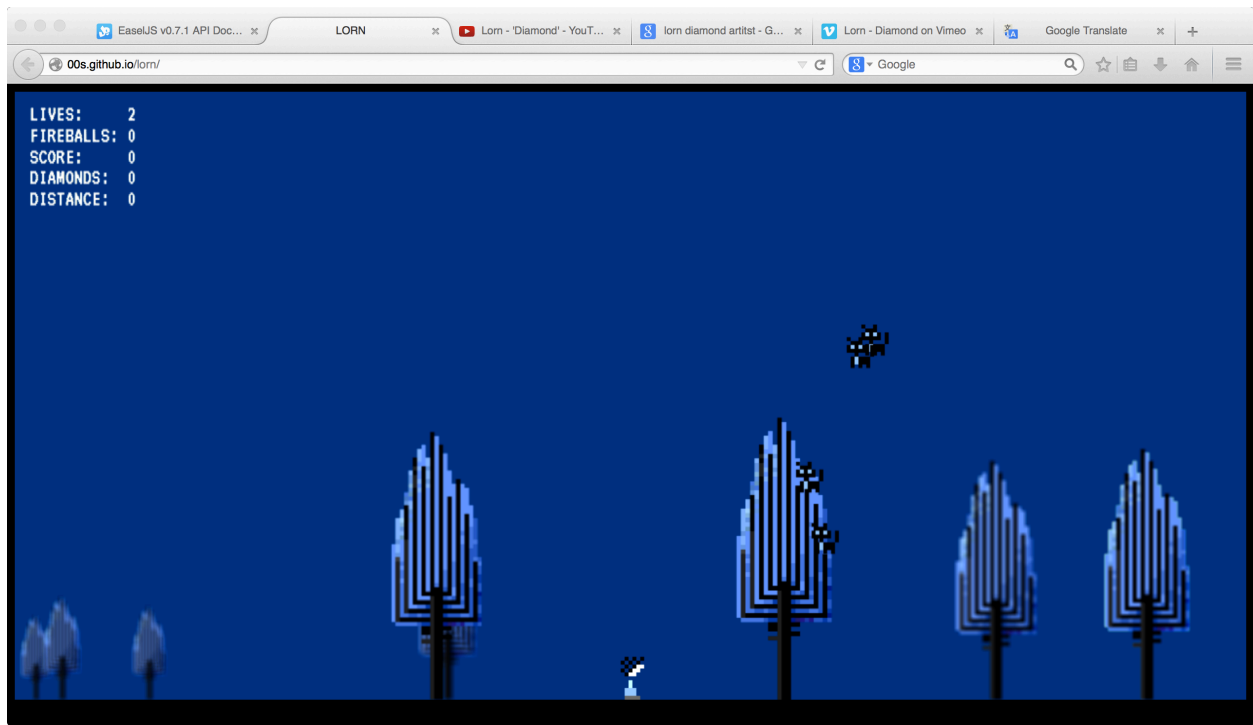 EaselJS v0.7.1 API Doc...
LORN
Lorn - 'Diamond' - YouT...
lorn diamond artitst - G...
Lorn - Diamond on Vimeo
Google Translate
00s.github.io/lorn/
Google
LIVES: 2
FIREBALLS: 0
SCORE: 0
DIAMONDS: 0
DISTANCE: 0